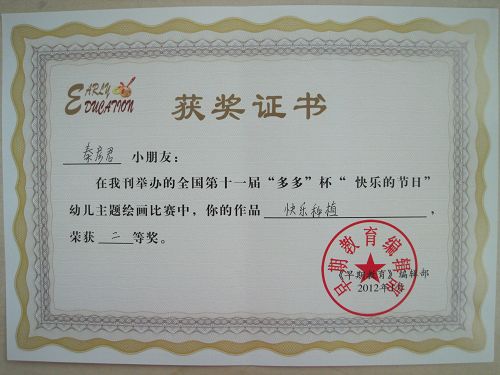 EARLY
EDUCATION
获奖证书
秦彦君 小朋友：
在我刊举办的全国第十一届“多多”杯“快乐的节日”
幼儿主题绘画比赛中，你的作品 快乐种植 ，
荣获 二 等奖。
早期教育编辑部
《早期教育》编辑部
2012年6月